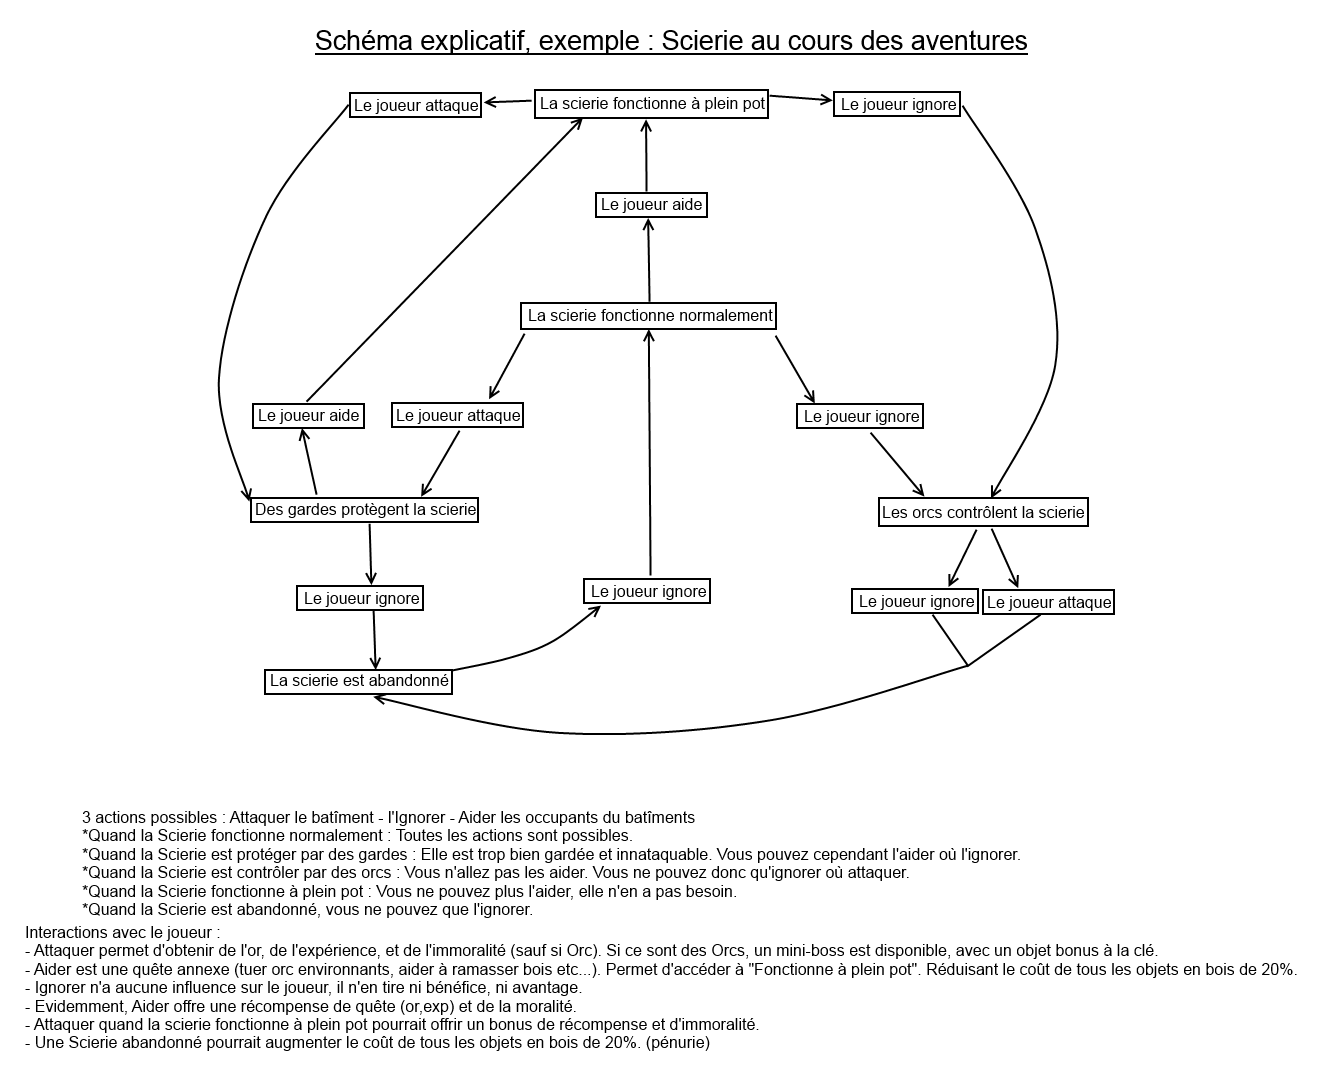 Schéma explicatif, exemple : Scierie au cours des aventures
Le joueur attaque
La scierie fonctionne à plein pot
Le joueur ignore
Le joueur aide
La scierie fonctionne normalement
Le joueur aide
Le joueur attaque
Le joueur ignore
Des gardes protègent la scierie
Les orcs contrôlent la scierie
Le joueur ignore
Le joueur ignore
Le joueur ignore
Le joueur attaque
La scierie est abandonné
3 actions possibles : Attaquer le batîment - l'Ignorer - Aider les occupants du batîments
*Quand la Scierie fonctionne normalement : Toutes les actions sont possibles.
*Quand la Scierie est protéger par des gardes : Elle est trop bien gardée et innataquable. Vous pouvez cependant l'aider où l'ignorer.
*Quand la Scierie est contrôler par des orcs : Vous n'allez pas les aider. Vous ne pouvez donc qu'ignorer où attaquer.
*Quand la Scierie fonctionne à plein pot : Vous ne pouvez plus l'aider, elle n'en a pas besoin.
*Quand la Scierie est abandonné, vous ne pouvez que l'ignorer.
Interactions avec le joueur :
- Attaquer permet d'obtenir de l'or, de l'expérience, et de l'immoralité (sauf si Orc). Si ce sont des Orcs, un mini-boss est disponible, avec un objet bonus à la clé.
- Aider est une quête annexe (tuer orc environnants, aider à ramasser bois etc...). Permet d'accéder à "Fonctionne à plein pot". Réduisant le coût de tous les objets en bois de 20%.
- Ignorer n'a aucune influence sur le joueur, il n'en tire ni bénéfice, ni avantage.
- Evidemment, Aider offre une récompense de quête (or,exp) et de la moralité.
- Attaquer quand la scierie fonctionne à plein pot pourrait offrir un bonus de récompense et d'immoralité.
- Une Scierie abandonné pourrait augmenter le coût de tous les objets en bois de 20%. (pénurie)